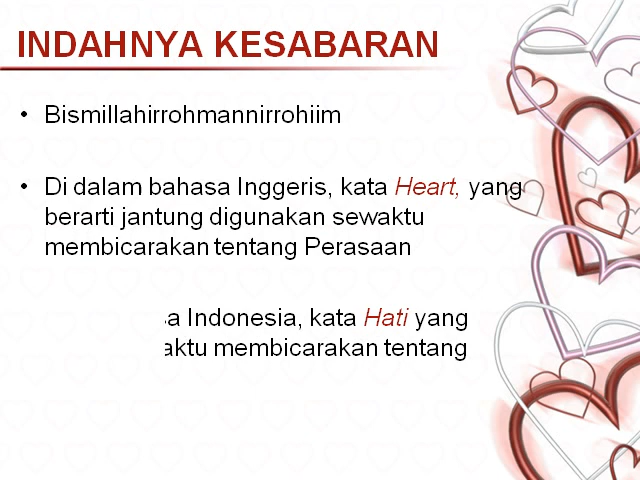 INDAHNYA KESABARAN
• Bismillahirrohmannirrohiim
• Di dalam bahasa Inggeris, kata Heart, yang
berarti jantung digunakan sewaktu
membicarakan tentang Perasaan
Indonesia, kata Hati yang
membicarakan tentang